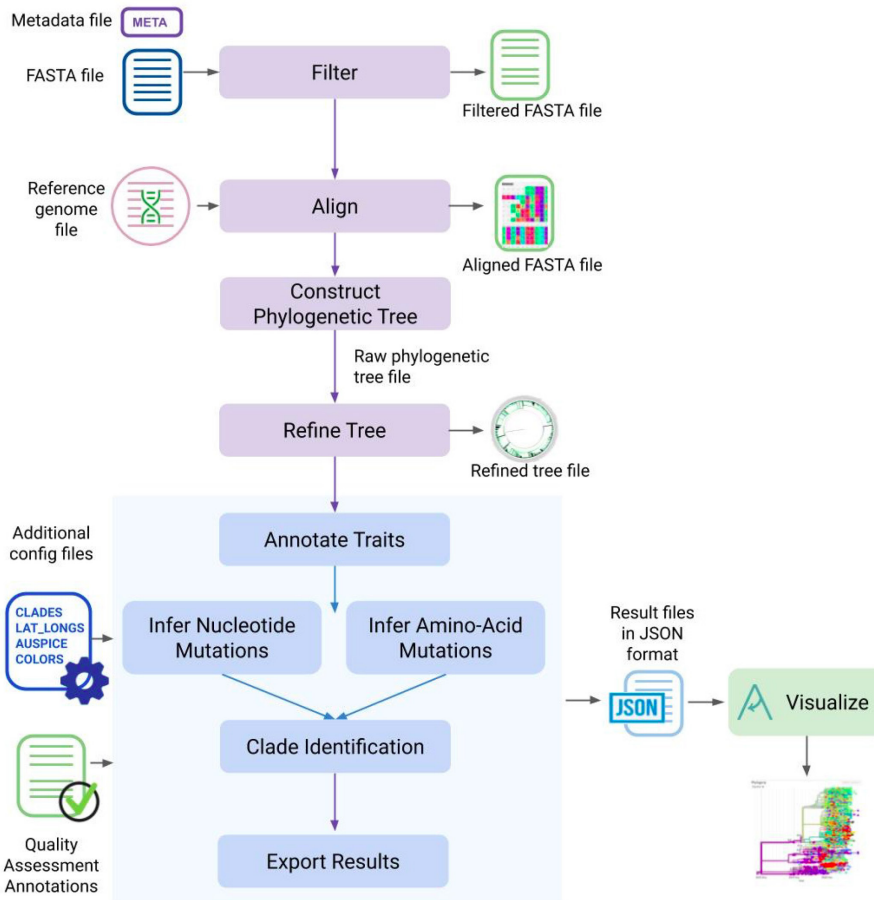 Metadata file
META
FASTA file
Filter
Filtered FASTA file
Reference
genome
file
Align
Aligned FASTA file
Construct
Phylogenetic Tree
Raw phylogenetic
tree file
Refine Tree
Refined tree file
Additional
config files
CLADES
LAT_LONGS
AUSPICE
COLORS
Annotate Traits
Infer Nucleotide
Mutations
Infer Amino-Acid
Mutations
Result files
in JSON
format
JSON
Visualize
Clade Identification
Quality
Assessment
Annotations
Export Results